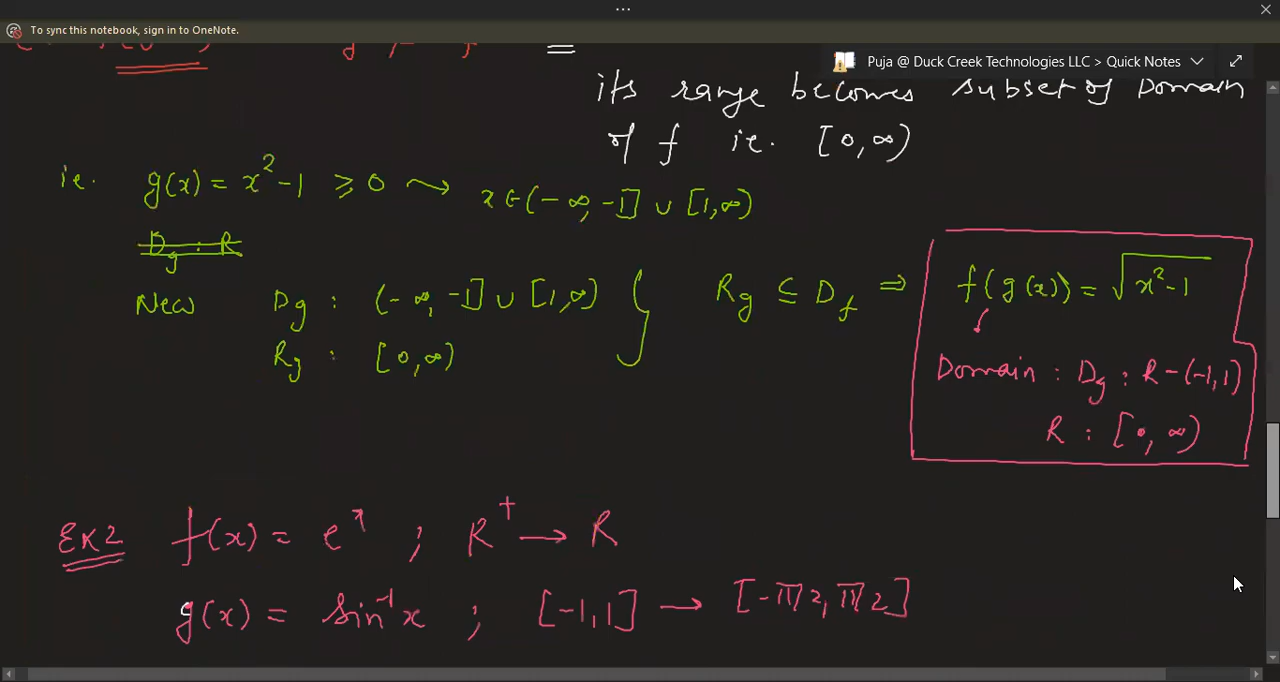 ...
To sync this notebook, sign in to OneNote.
Puja @ Duck Creek Technologies LLC > Quick Notes
its range becomes subset of Domain
of f ie. [0, ∞)
ie. g(x) = x² - 1 ⩾ 0 ⇝ x ∈ (-∞, -1] ∪ [1, ∞)
D_g : R
New D_g : (-∞, -1] ∪ [1, ∞)
R_g : [0, ∞)
} R_g ⊆ D_f ⇒
f(g(x)) = √(x² - 1)
Domain : D_g : R - (-1, 1)
R : [0, ∞)
Ex2 f(x) = e^x ; R⁺ → R
g(x) = Sin⁻¹x ; [-1, 1] → [-π/2, π/2]